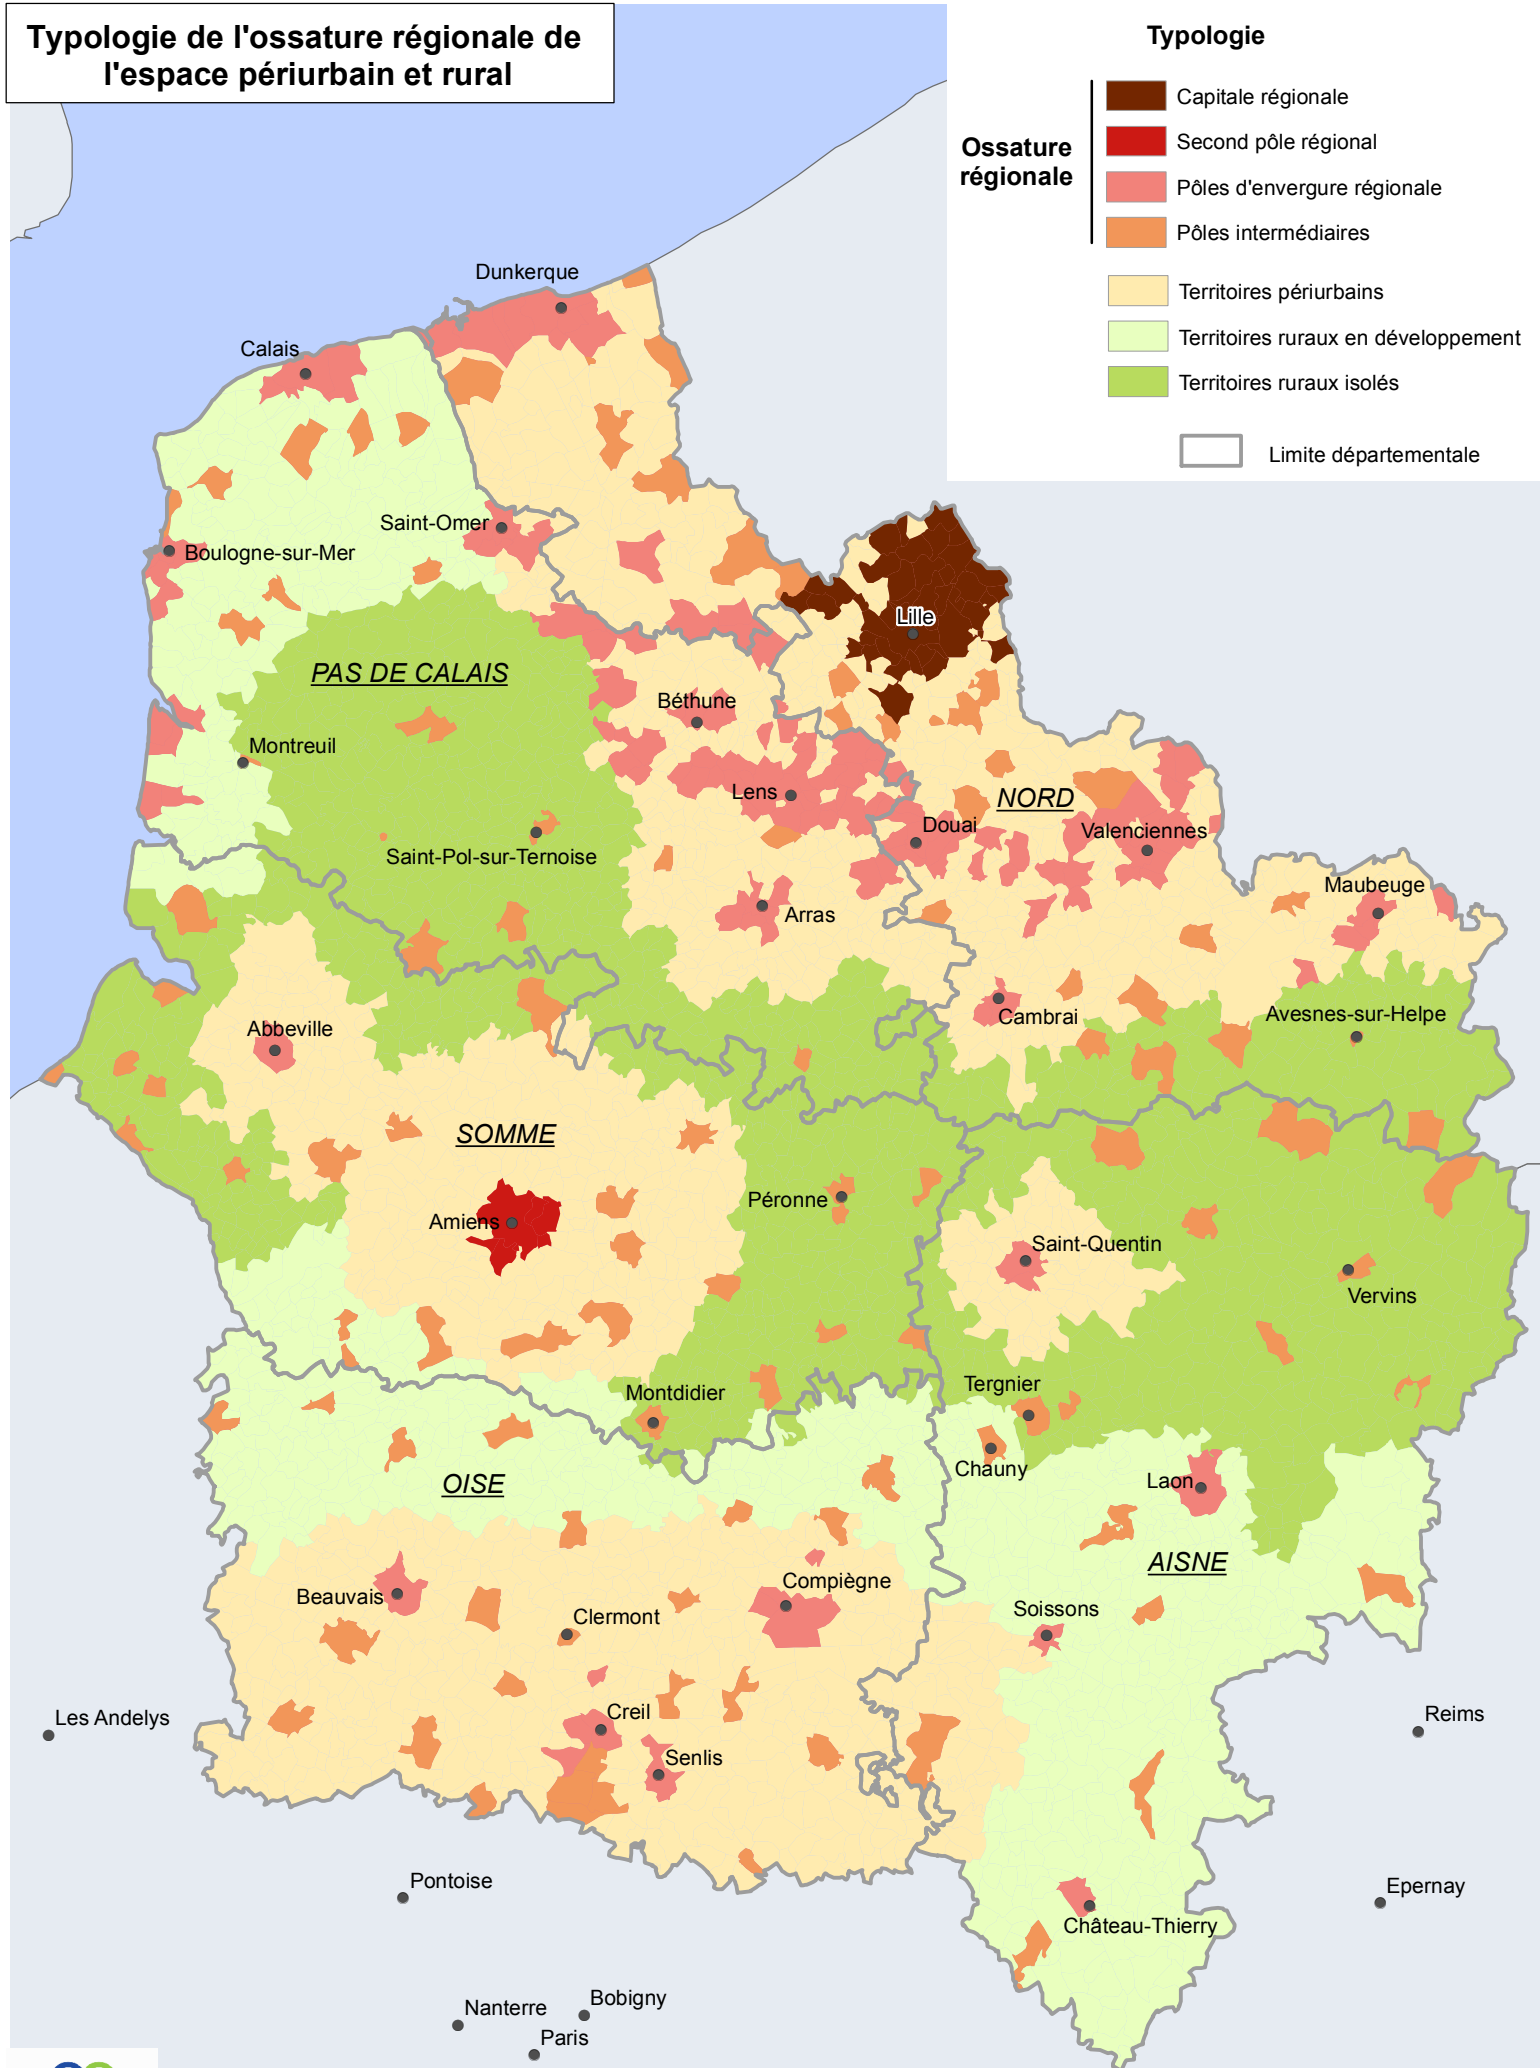 Typologie de l'ossature régionale de
l'espace périurbain et rural
Typologie
Ossature
régionale
Capitale régionale
Second pôle régional
Pôles d'envergure régionale
Pôles intermédiaires
Territoires périurbains
Territoires ruraux en développement
Territoires ruraux isolés
Limite départementale
Dunkerque
Calais
Saint-Omer
Boulogne-sur-Mer
Lille
PAS DE CALAIS
Béthune
Montreuil
Lens
NORD
Douai
Valenciennes
Saint-Pol-sur-Ternoise
Maubeuge
Arras
Cambrai
Avesnes-sur-Helpe
Abbeville
SOMME
Péronne
Amiens
Saint-Quentin
Vervins
Montdidier
Tergnier
Chauny
Laon
OISE
AISNE
Beauvais
Compiègne
Clermont
Soissons
Les Andelys
Creil
Reims
Senlis
Pontoise
Epernay
Château-Thierry
Nanterre
Bobigny
Paris